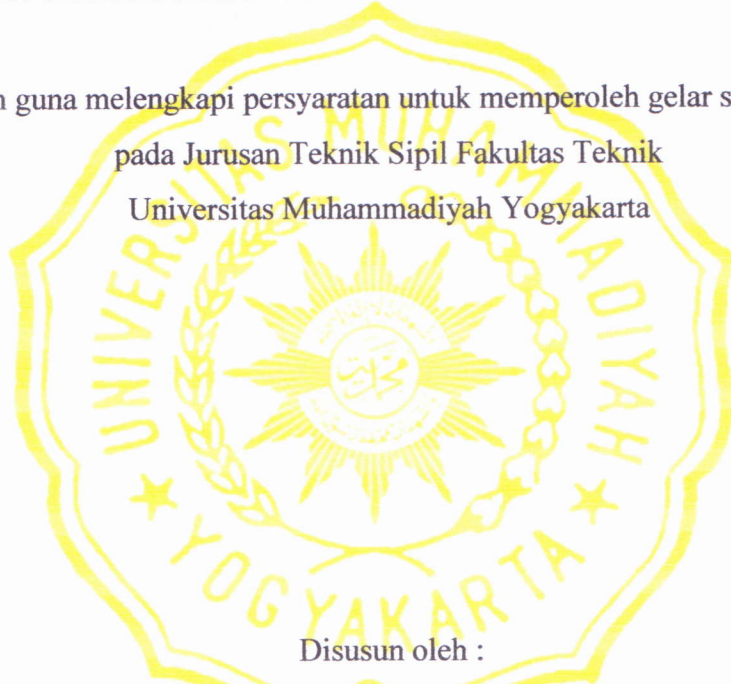 guna melengkapi persyaratan untuk memperoleh gelar
pada Jurusan Teknik Sipil Fakultas Teknik
Universitas Muhammadiyah Yogyakarta
UNIVERSITAS MUHAMMADIYAH
★ YOGYAKARTA ★
Disusun oleh :